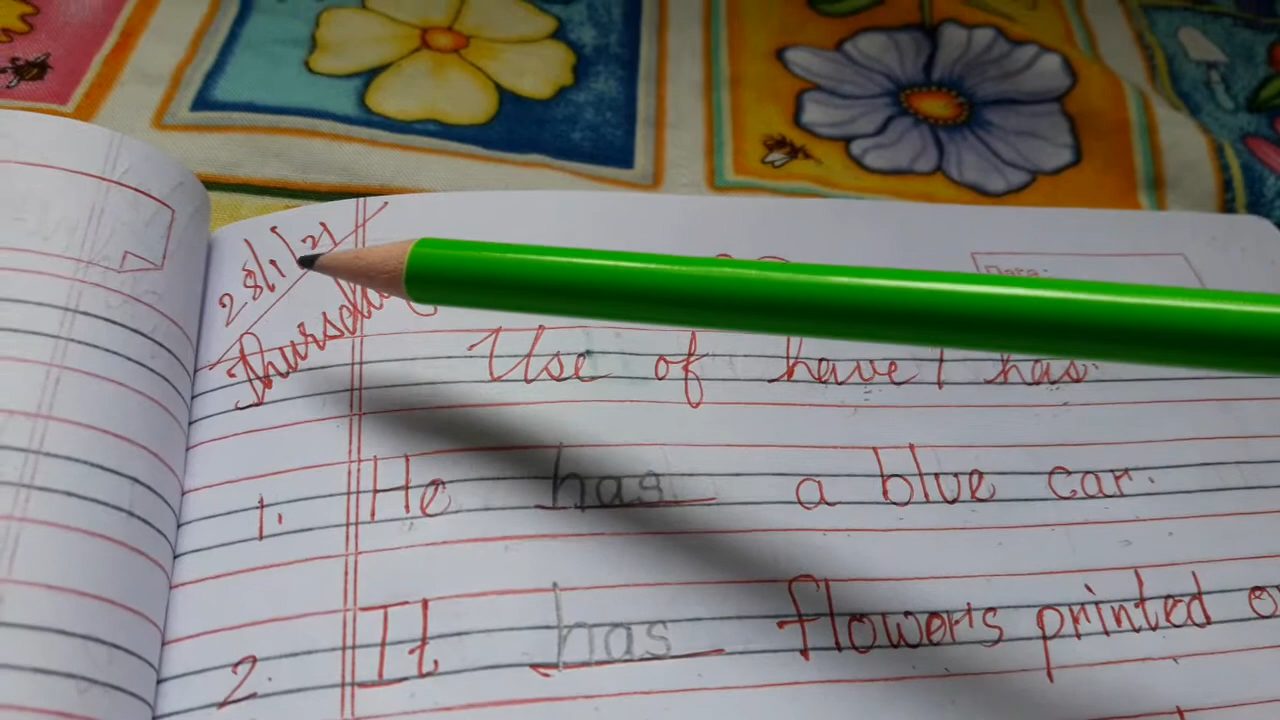 28/1/21
Thursday
Date:
Use of have/has.
1. He has a blue car.
2. It has flowers printed